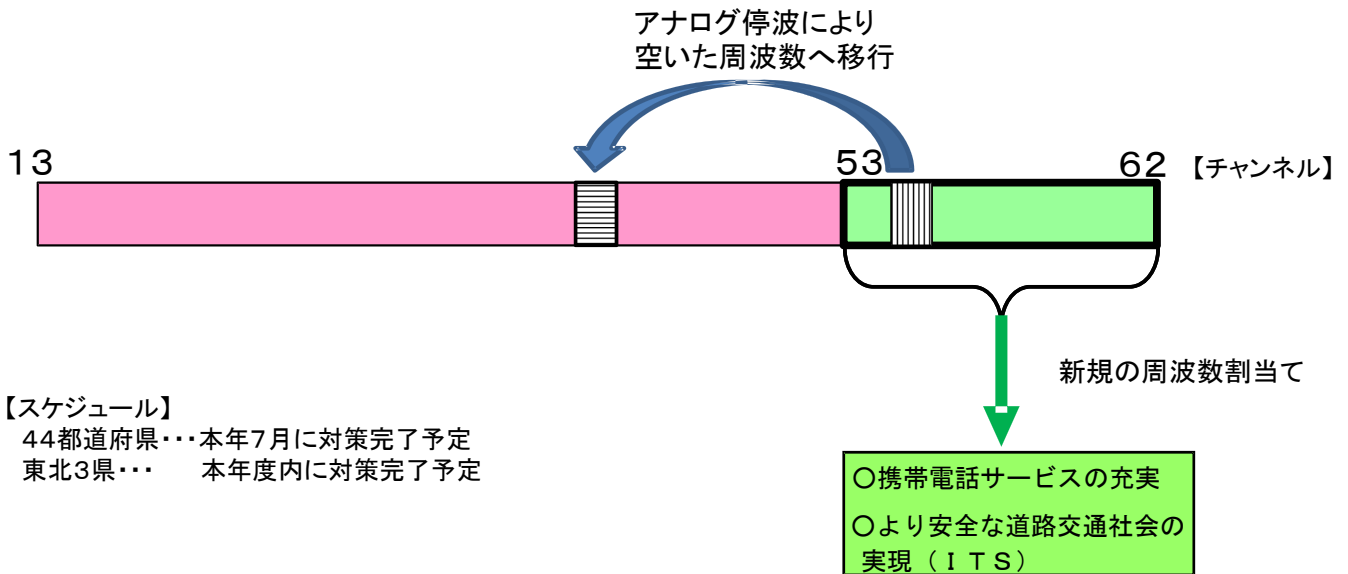 アナログ停波により
空いた周波数へ移行
13
53
62
【チャンネル】
新規の周波数割当て
【スケジュール】
44都道府県・・・本年7月に対策完了予定
東北3県・・・　本年度内に対策完了予定
○携帯電話サービスの充実
○より安全な道路交通社会の
実現（ＩＴＳ）